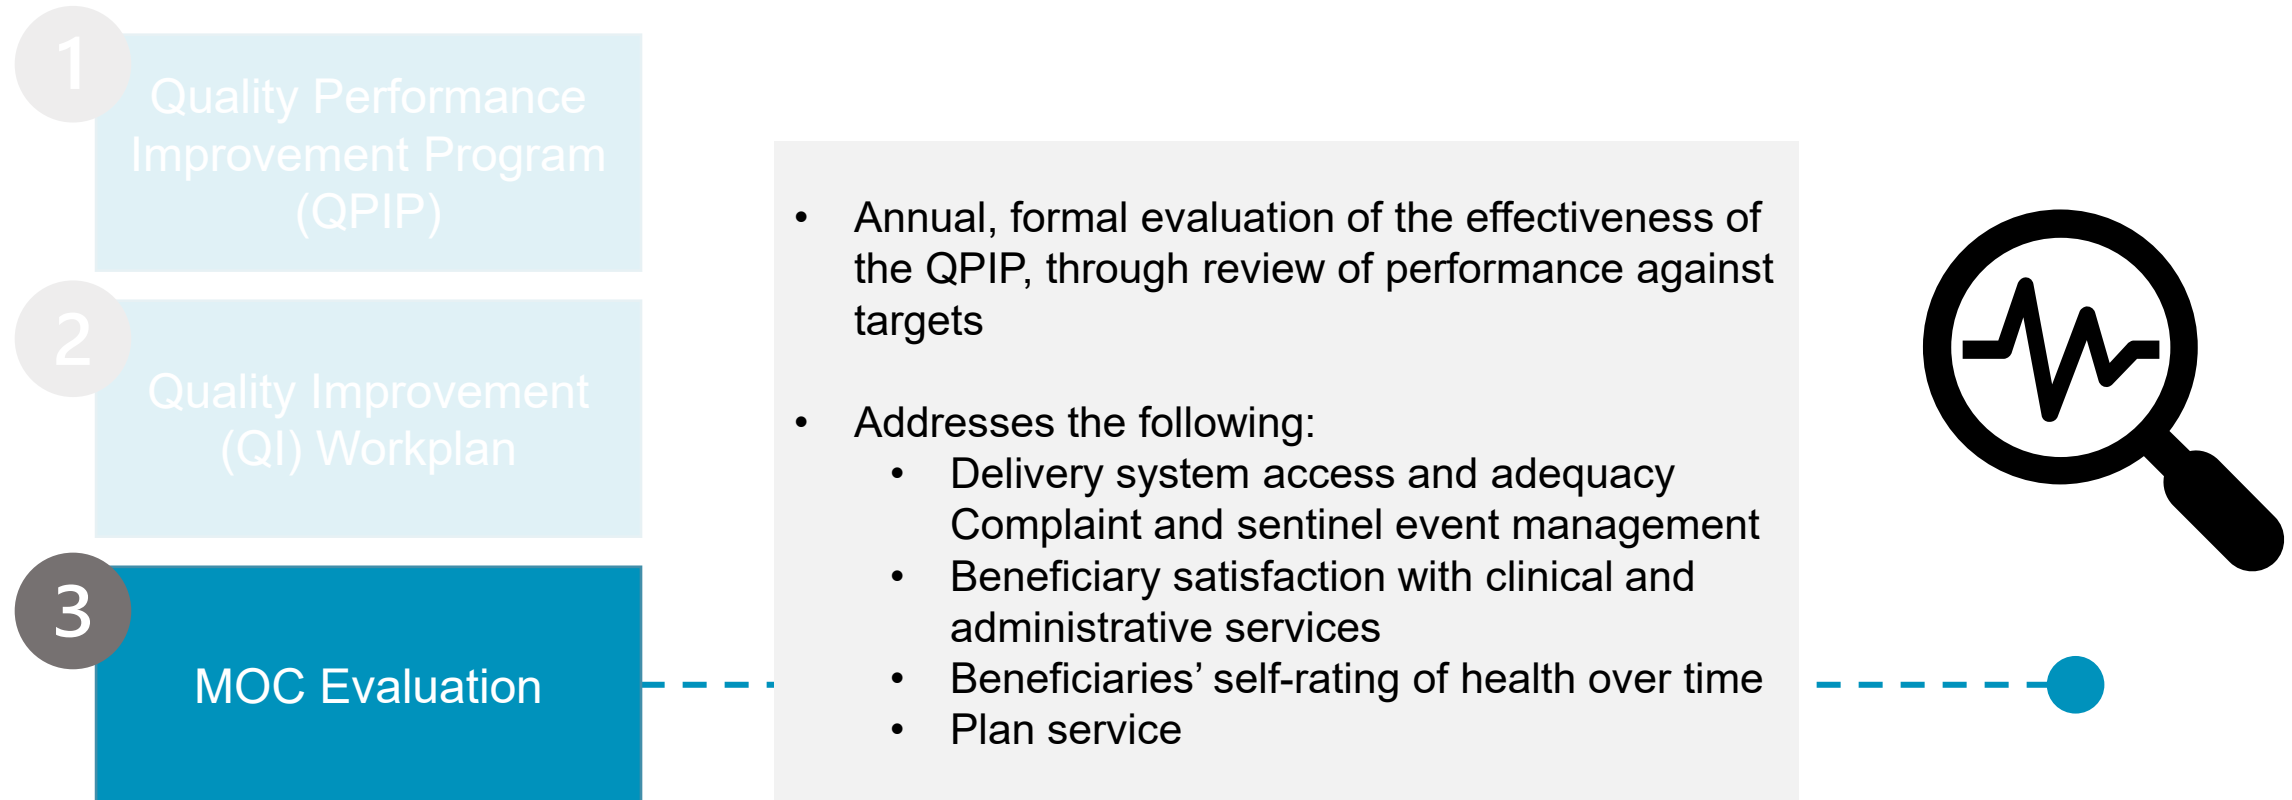 1
Quality Performance
Improvement Program
(QPIP)
2
Quality Improvement
(QI) Workplan
3
MOC Evaluation
• Annual, formal evaluation of the effectiveness of
the QPIP, through review of performance against
targets
• Addresses the following:
• Delivery system access and adequacy
Complaint and sentinel event management
• Beneficiary satisfaction with clinical and
administrative services
• Beneficiaries’ self-rating of health over time
• Plan service